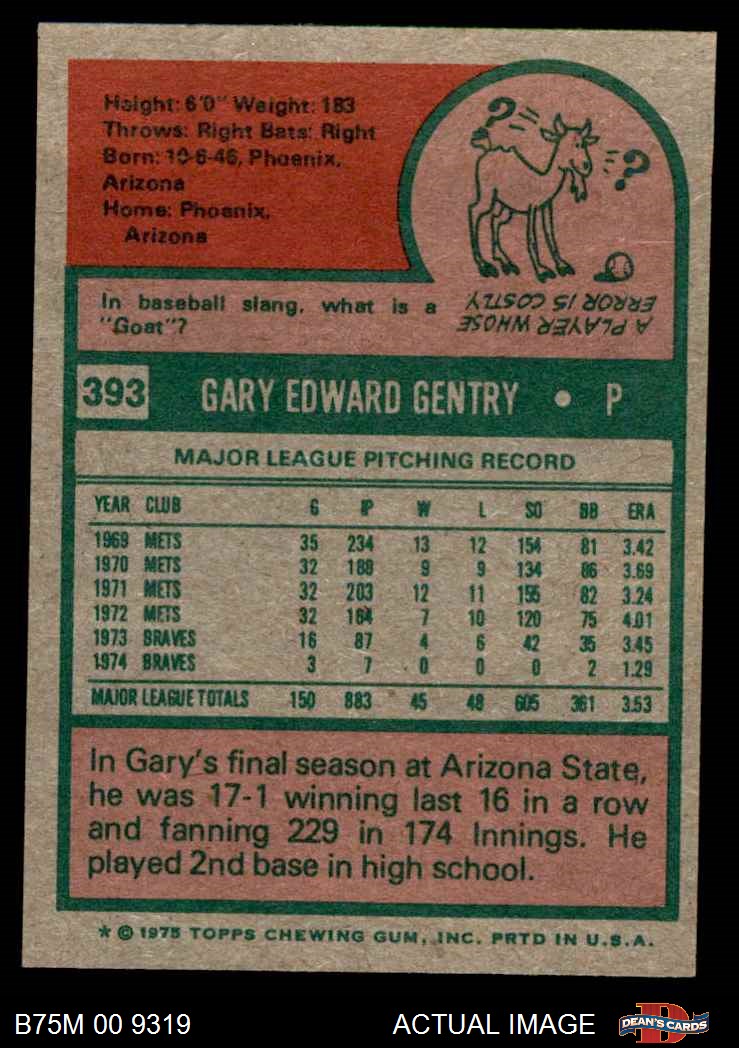 Height: 6'0" Weight: 183
Throws: Right Bats: Right
Born: 10-6-46, Phoenix,
Arizona
Home: Phoenix,
Arizona
? ?
In baseball slang, what is a
"Goat"?
A PLAYER WHOSE
ERROR IS COSTLY
393 GARY EDWARD GENTRY • P
MAJOR LEAGUE PITCHING RECORD
YEAR CLUB G IP W L SO BB ERA
1969 METS 35 234 13 12 154 81 3.42
1970 METS 32 188 9 9 134 86 3.69
1971 METS 32 203 12 11 155 82 3.24
1972 METS 32 164 7 10 120 75 4.01
1973 BRAVES 16 87 4 6 42 35 3.45
1974 BRAVES 3 7 0 0 0 2 1.29
MAJOR LEAGUE TOTALS 150 883 45 48 605 361 3.53
In Gary's final season at Arizona State,
he was 17-1 winning last 16 in a row
and fanning 229 in 174 Innings. He
played 2nd base in high school.
* © 1975 TOPPS CHEWING GUM, INC. PRTD IN U.S.A.
B75M 00 9319 ACTUAL IMAGE D DEAN'S CARDS